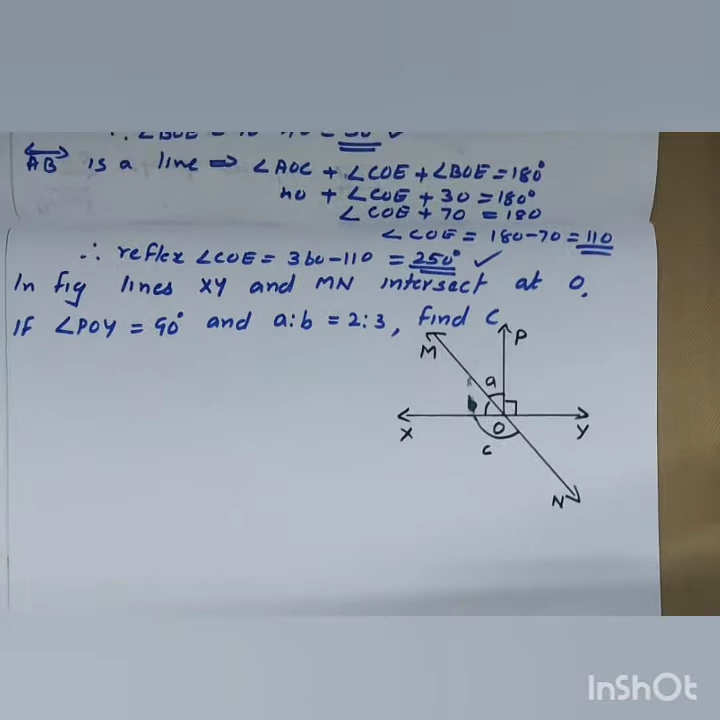 AB is a line ⇒ ∠AOC + ∠COE + ∠BOE = 180°
40 + ∠COE + 30 = 180°
∠COE + 70 = 180
∠COE = 180-70 = 110
∴ reflex ∠COE = 360-110 = 250° ✓
In fig lines XY and MN intersect at O.
If ∠POY = 90° and a:b = 2:3, find C
P
M
a
X
O
Y
c
N
InShOt